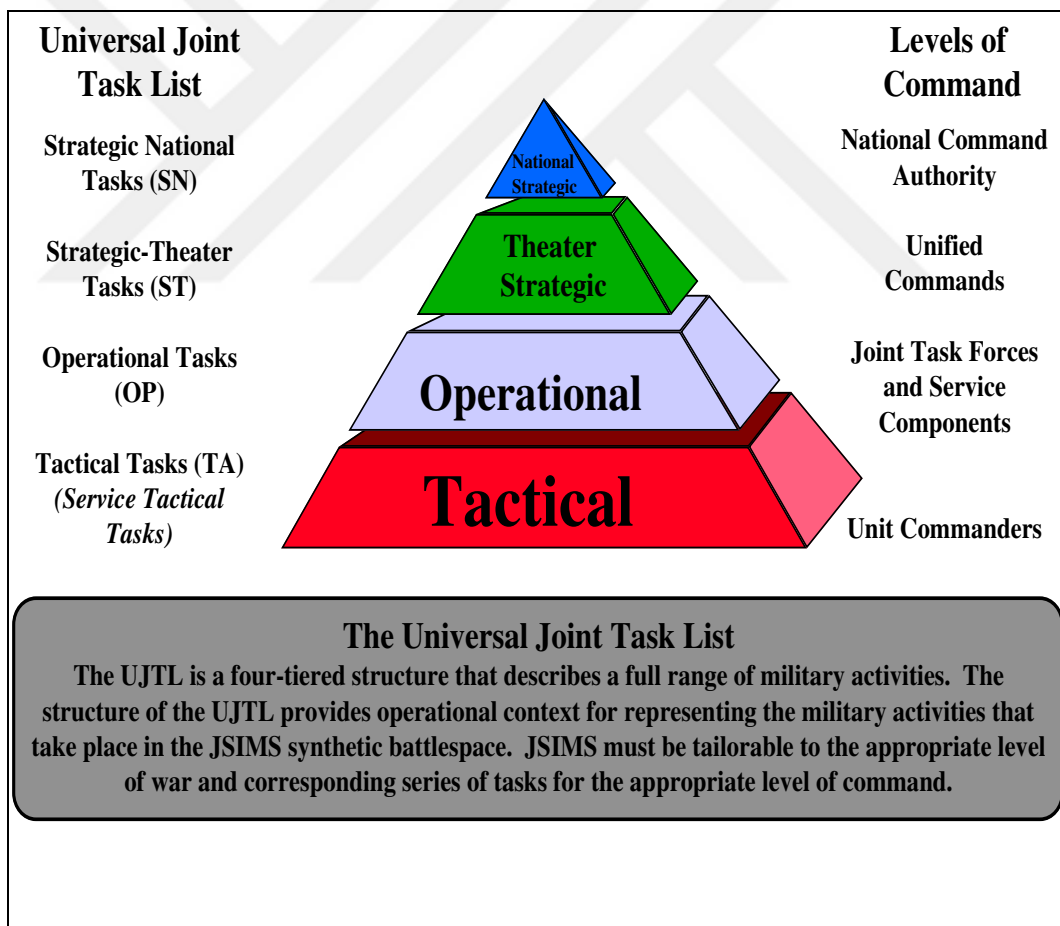 Universal Joint
Task List
Strategic National
Tasks (SN)
Strategic-Theater
Tasks (ST)
Operational Tasks
(OP)
Tactical Tasks (TA)
(Service Tactical
Tasks)
National
Strategic
Theater
Strategic
Operational
Tactical
Levels of
Command
National Command
Authority
Unified
Commands
Joint Task Forces
and Service
Components
Unit Commanders
The Universal Joint Task List
The UJTL is a four-tiered structure that describes a full range of military activities. The
structure of the UJTL provides operational context for representing the military activities that
take place in the JSIMS synthetic battlespace. JSIMS must be tailorable to the appropriate level
of war and corresponding series of tasks for the appropriate level of command.